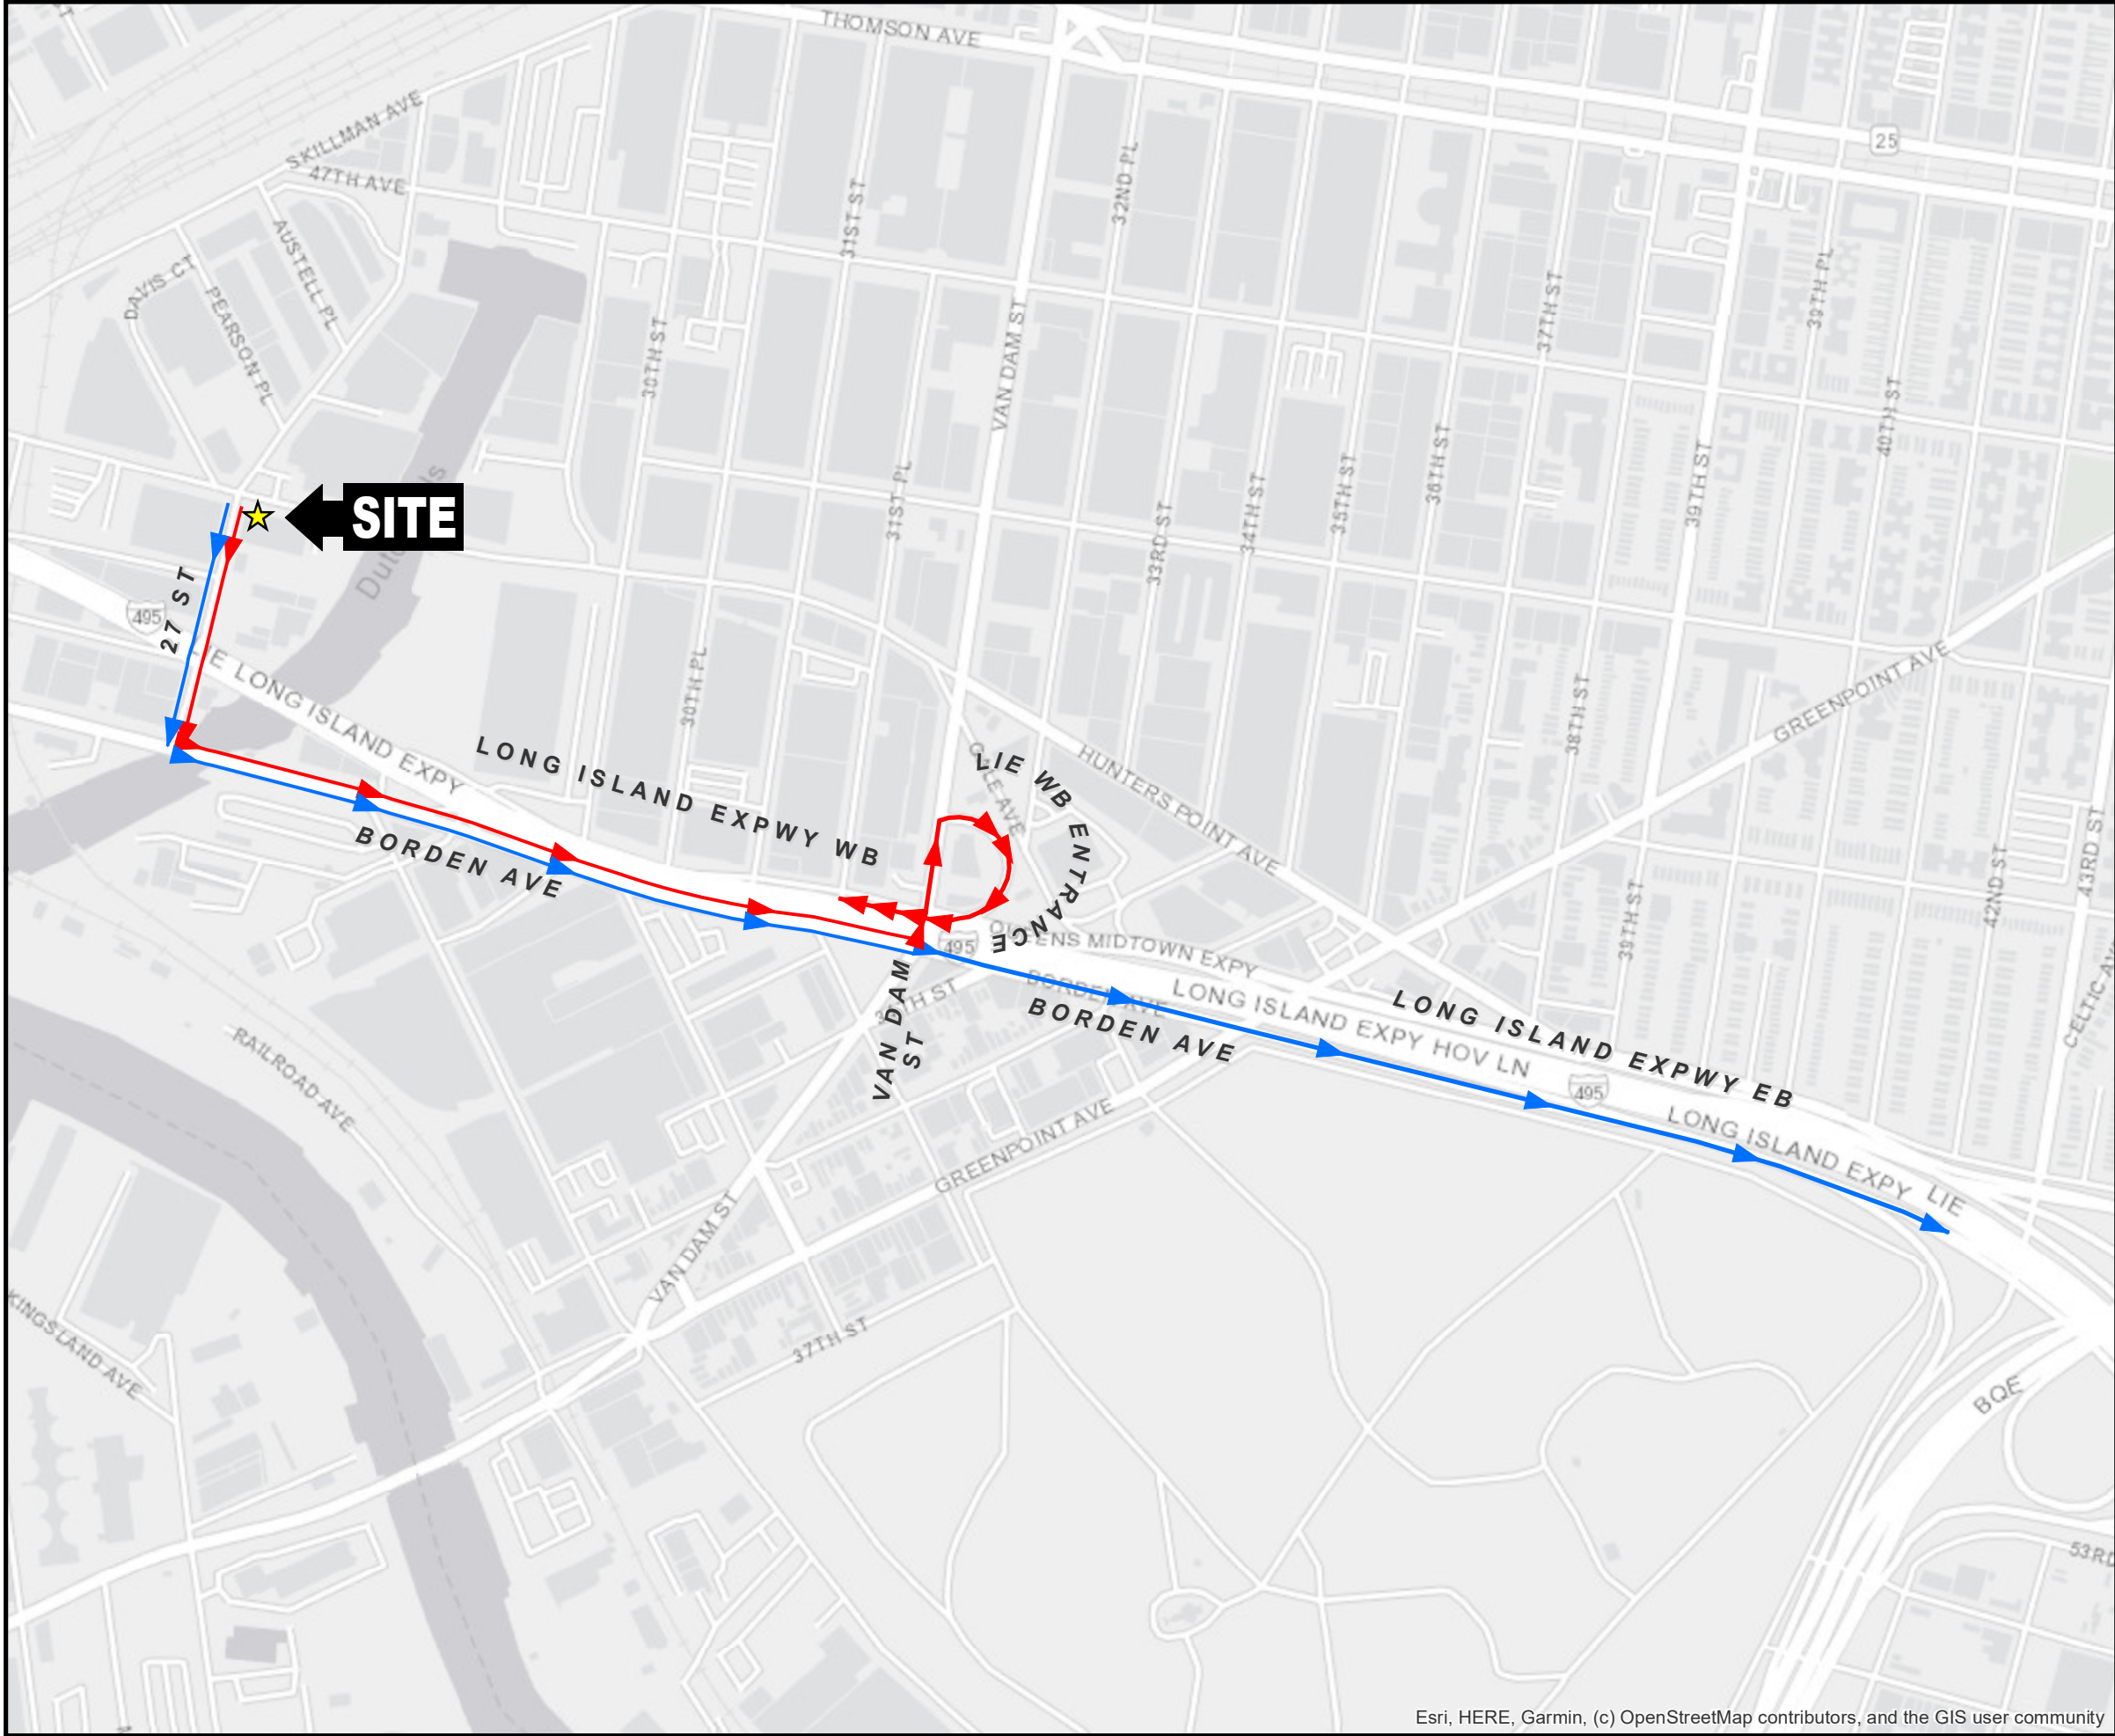 THOMSON AVE
25
SKILLMAN AVE
47TH AVE
31ST ST
32ND PL
AUSTELL PL
DAVIS CT
PEARSON PL
30TH ST
VAN DAM ST
37TH ST
39TH PL
40TH ST
31ST PL
36TH ST
35TH ST
34TH ST
33RD ST
39TH ST
SITE
27 ST
495
LIE
LONG ISLAND EXPY
30TH PL
38TH ST
GREENPOINT AVE
LONG ISLAND EXPWY WB
LIE WB ENTRANCE
HUNTERS POINT AVE
BORDEN AVE
39TH ST
42ND ST
43RD ST
495
QUEENS MIDTOWN EXPY
VAN DAM ST
BORDEN AVE
BORDEN AVE
LONG ISLAND EXPY HOV LN
LONG ISLAND EXPWY EB
495
LONG ISLAND EXPY
LIE
RAILROAD AVE
GREENPOINT AVE
VAN DAM ST
37TH ST
KINGSLAND AVE
BQE
53RD
Esri, HERE, Garmin, (c) OpenStreetMap contributors, and the GIS user community